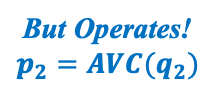 But Operates!
p₂ = AVC(q₂)